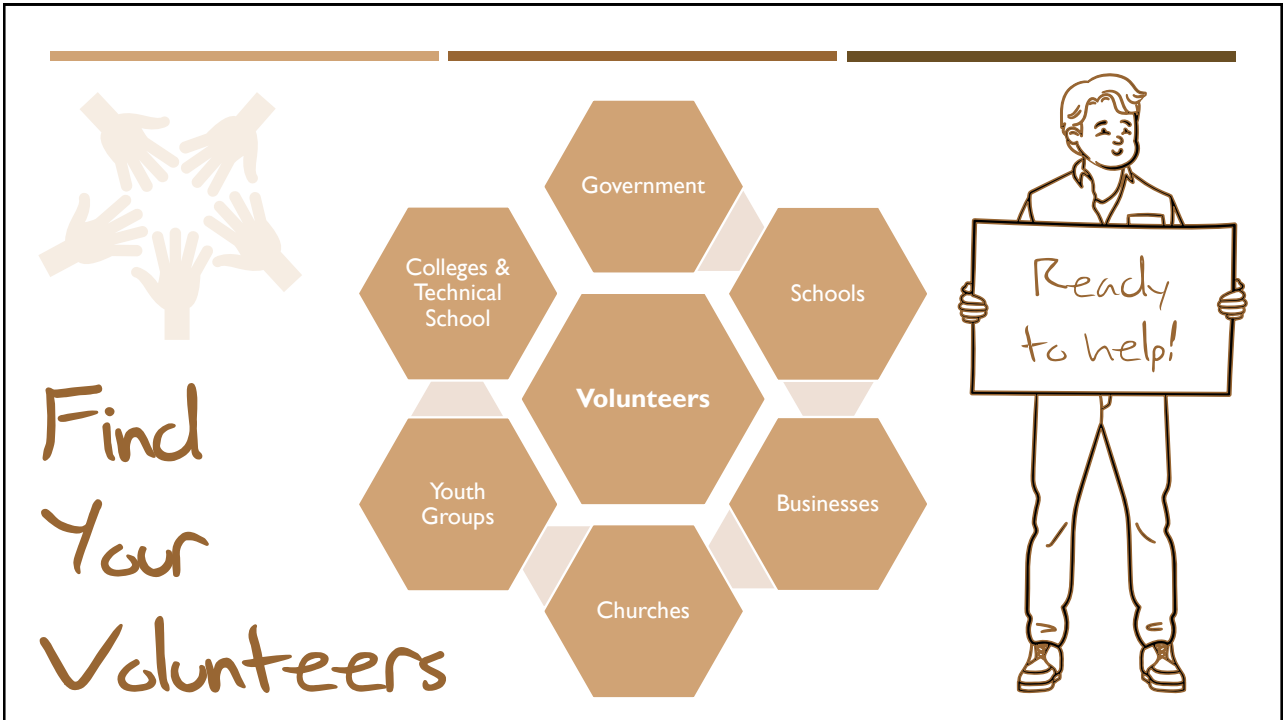 Find
Your
Volunteers
Government
Schools
Businesses
Churches
Youth
Groups
Colleges &
Technical
School
Volunteers
Ready
to help!